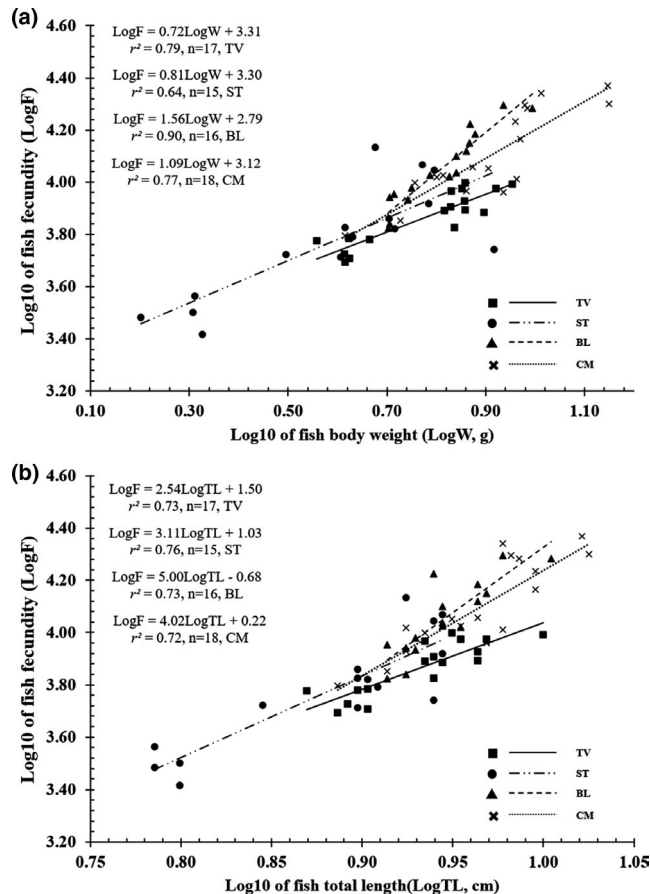 (a)
LogF = 0.72LogW + 3.31
r² = 0.79, n=17, TV
LogF = 0.81LogW + 3.30
r² = 0.64, n=15, ST
LogF = 1.56LogW + 2.79
r² = 0.90, n=16, BL
LogF = 1.09LogW + 3.12
r² = 0.77, n=18, CM
Log10 of fish fecundity (LogF)
4.60
4.40
4.20
4.00
3.80
3.60
3.40
3.20
TV
ST
BL
CM
0.10 0.30 0.50 0.70 0.90 1.10
Log10 of fish body weight (LogW, g)
(b)
LogF = 2.54LogTL + 1.50
r² = 0.73, n=17, TV
LogF = 3.11LogTL + 1.03
r² = 0.76, n=15, ST
LogF = 5.00LogTL - 0.68
r² = 0.73, n=16, BL
LogF = 4.02LogTL + 0.22
r² = 0.72, n=18, CM
Log10 of fish fecundity (LogF)
4.60
4.40
4.20
4.00
3.80
3.60
3.40
3.20
TV
ST
BL
CM
0.75 0.80 0.85 0.90 0.95 1.00 1.05
Log10 of fish total length(LogTL, cm)